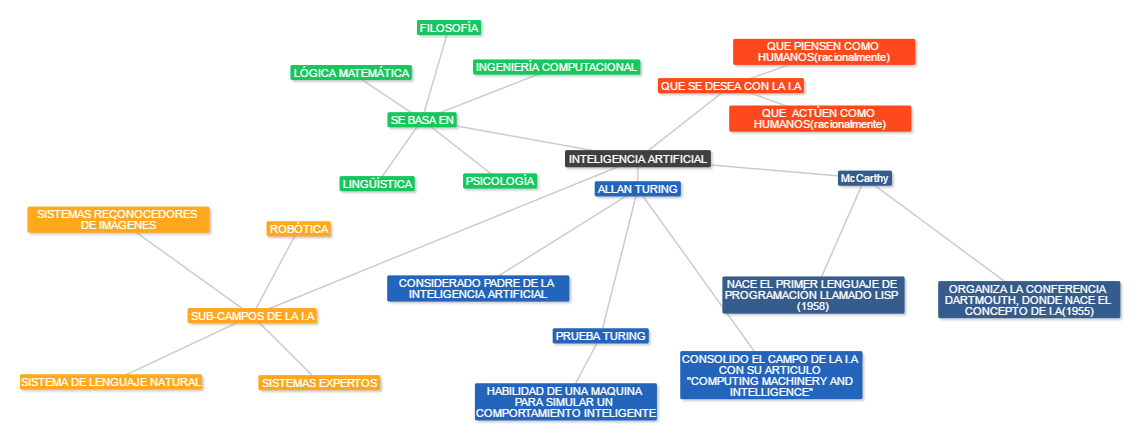 FILOSOFÍA
INGENIERÍA COMPUTACIONAL
LÓGICA MATEMÁTICA
SE BASA EN
LINGÜÍSTICA
PSICOLOGÍA
QUE PIENSEN COMO
HUMANOS(racionalmente)
QUE SE DESEA CON LA I.A
QUE ACTÚEN COMO
HUMANOS(racionalmente)
INTELIGENCIA ARTIFICIAL
ALLAN TURING
McCarthy
SISTEMAS RECONOCEDORES
DE IMÁGENES
ROBÓTICA
SUB-CAMPOS DE LA I.A
SISTEMA DE LENGUAJE NATURAL
SISTEMAS EXPERTOS
CONSIDERADO PADRE DE LA
INTELIGENCIA ARTIFICIAL
PRUEBA TURING
HABILIDAD DE UNA MAQUINA
PARA SIMULAR UN
COMPORTAMIENTO INTELIGENTE
CONSOLIDO EL CAMPO DE LA I.A
CON SU ARTICULO
"COMPUTING MACHINERY AND
INTELLIGENCE"
NACE EL PRIMER LENGUAJE DE
PROGRAMACIÓN LLAMADO LISP
(1958)
ORGANIZA LA CONFERENCIA
DARTMOUTH, DONDE NACE EL
CONCEPTO DE I.A(1955)